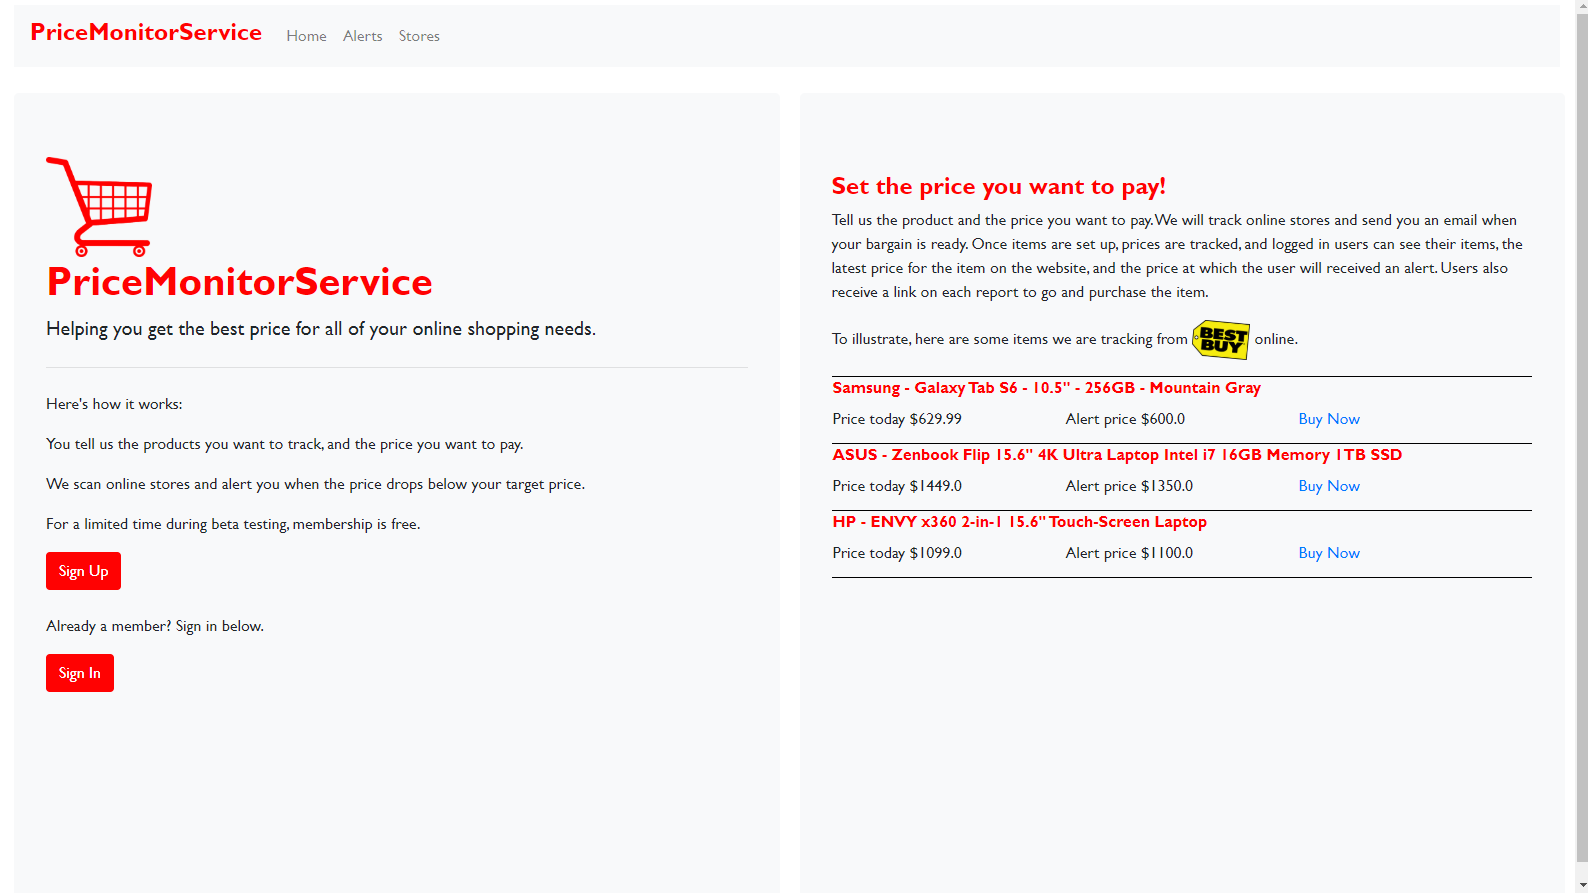 PriceMonitorService Home Alerts Stores
PriceMonitorService
Helping you get the best price for all of your online shopping needs.
Here's how it works:
You tell us the products you want to track, and the price you want to pay.
We scan online stores and alert you when the price drops below your target price.
For a limited time during beta testing, membership is free.
Sign Up
Already a member? Sign in below.
Sign In
Set the price you want to pay!
Tell us the product and the price you want to pay. We will track online stores and send you an email when
your bargain is ready. Once items are set up, prices are tracked, and logged in users can see their items, the
latest price for the item on the website, and the price at which the user will received an alert. Users also
receive a link on each report to go and purchase the item.
To illustrate, here are some items we are tracking from BEST BUY online.
Samsung - Galaxy Tab S6 - 10.5" - 256GB - Mountain Gray
Price today $629.99 Alert price $600.0 Buy Now
ASUS - Zenbook Flip 15.6" 4K Ultra Laptop Intel i7 16GB Memory 1TB SSD
Price today $1449.0 Alert price $1350.0 Buy Now
HP - ENVY x360 2-in-1 15.6" Touch-Screen Laptop
Price today $1099.0 Alert price $1100.0 Buy Now